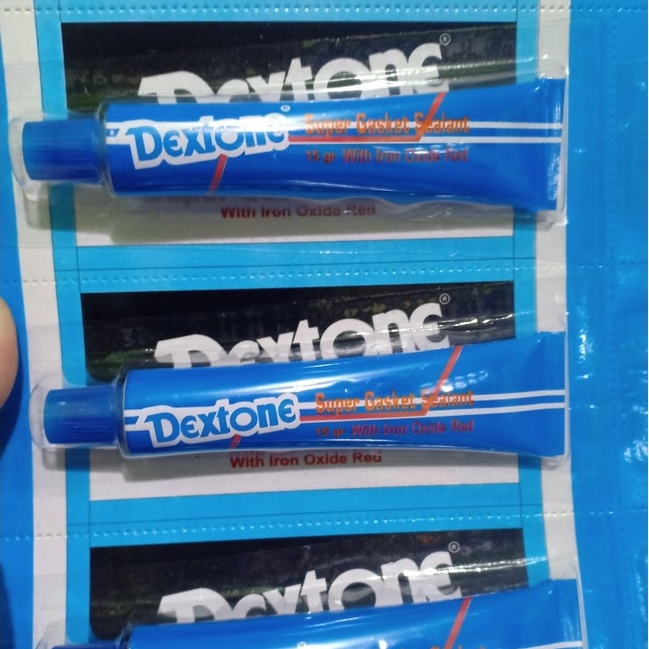 Dextone®
Dextone® Super Gasket Sealant
15 gr With Iron Oxide Red
With Iron Oxide Red
Dextone®
Dextone Super Gasket Sealant
15 gr With Iron Oxide Red
With Iron Oxide Red
Dextone®